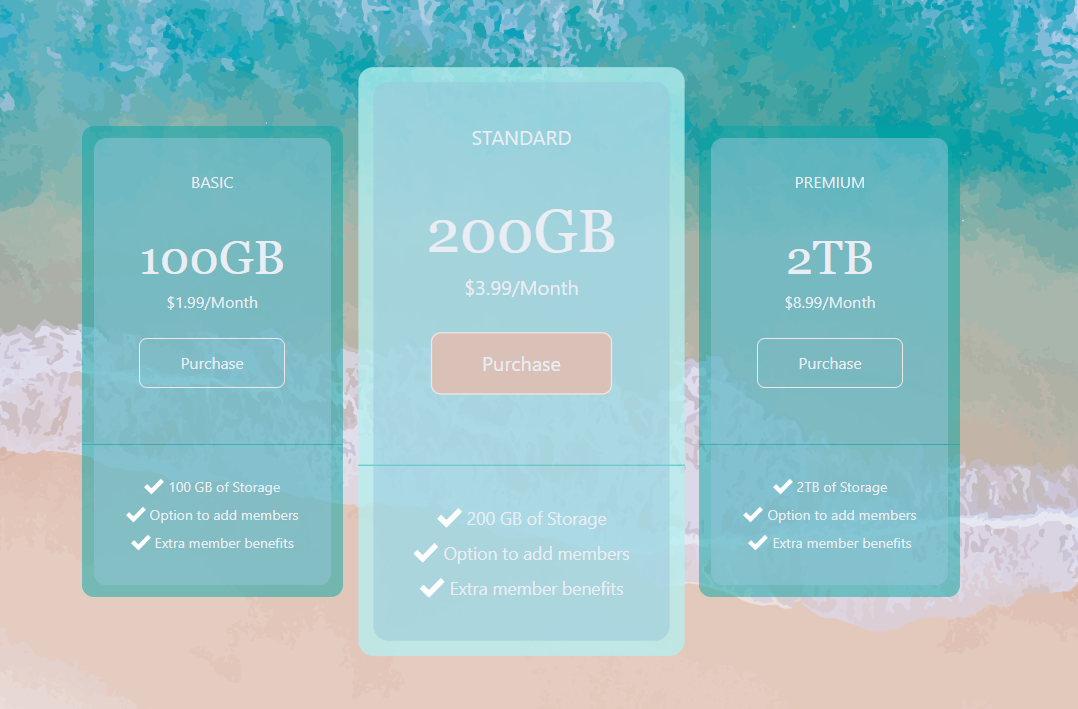 BASIC
100GB
$1.99/Month
Purchase
100 GB of Storage
Option to add members
Extra member benefits
STANDARD
200GB
$3.99/Month
Purchase
200 GB of Storage
Option to add members
Extra member benefits
PREMIUM
2TB
$8.99/Month
Purchase
2TB of Storage
Option to add members
Extra member benefits